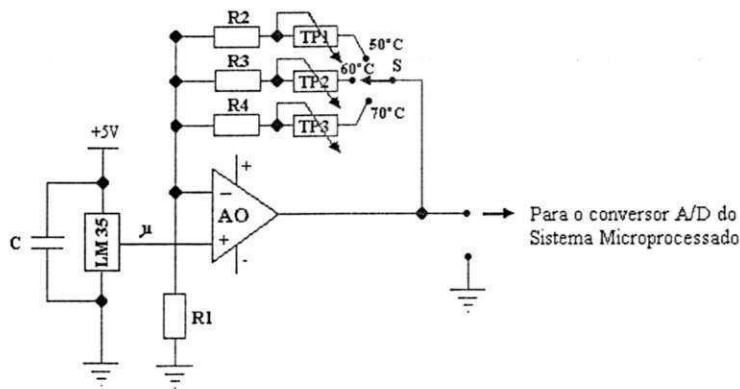 R2
TP1
50°C
R3
TP2
60°C
S
R4
TP3
70°C
+5V
+
C
LM 35
µ
−
AO
+
-
R1
Para o conversor A/D do
Sistema Microprocessado